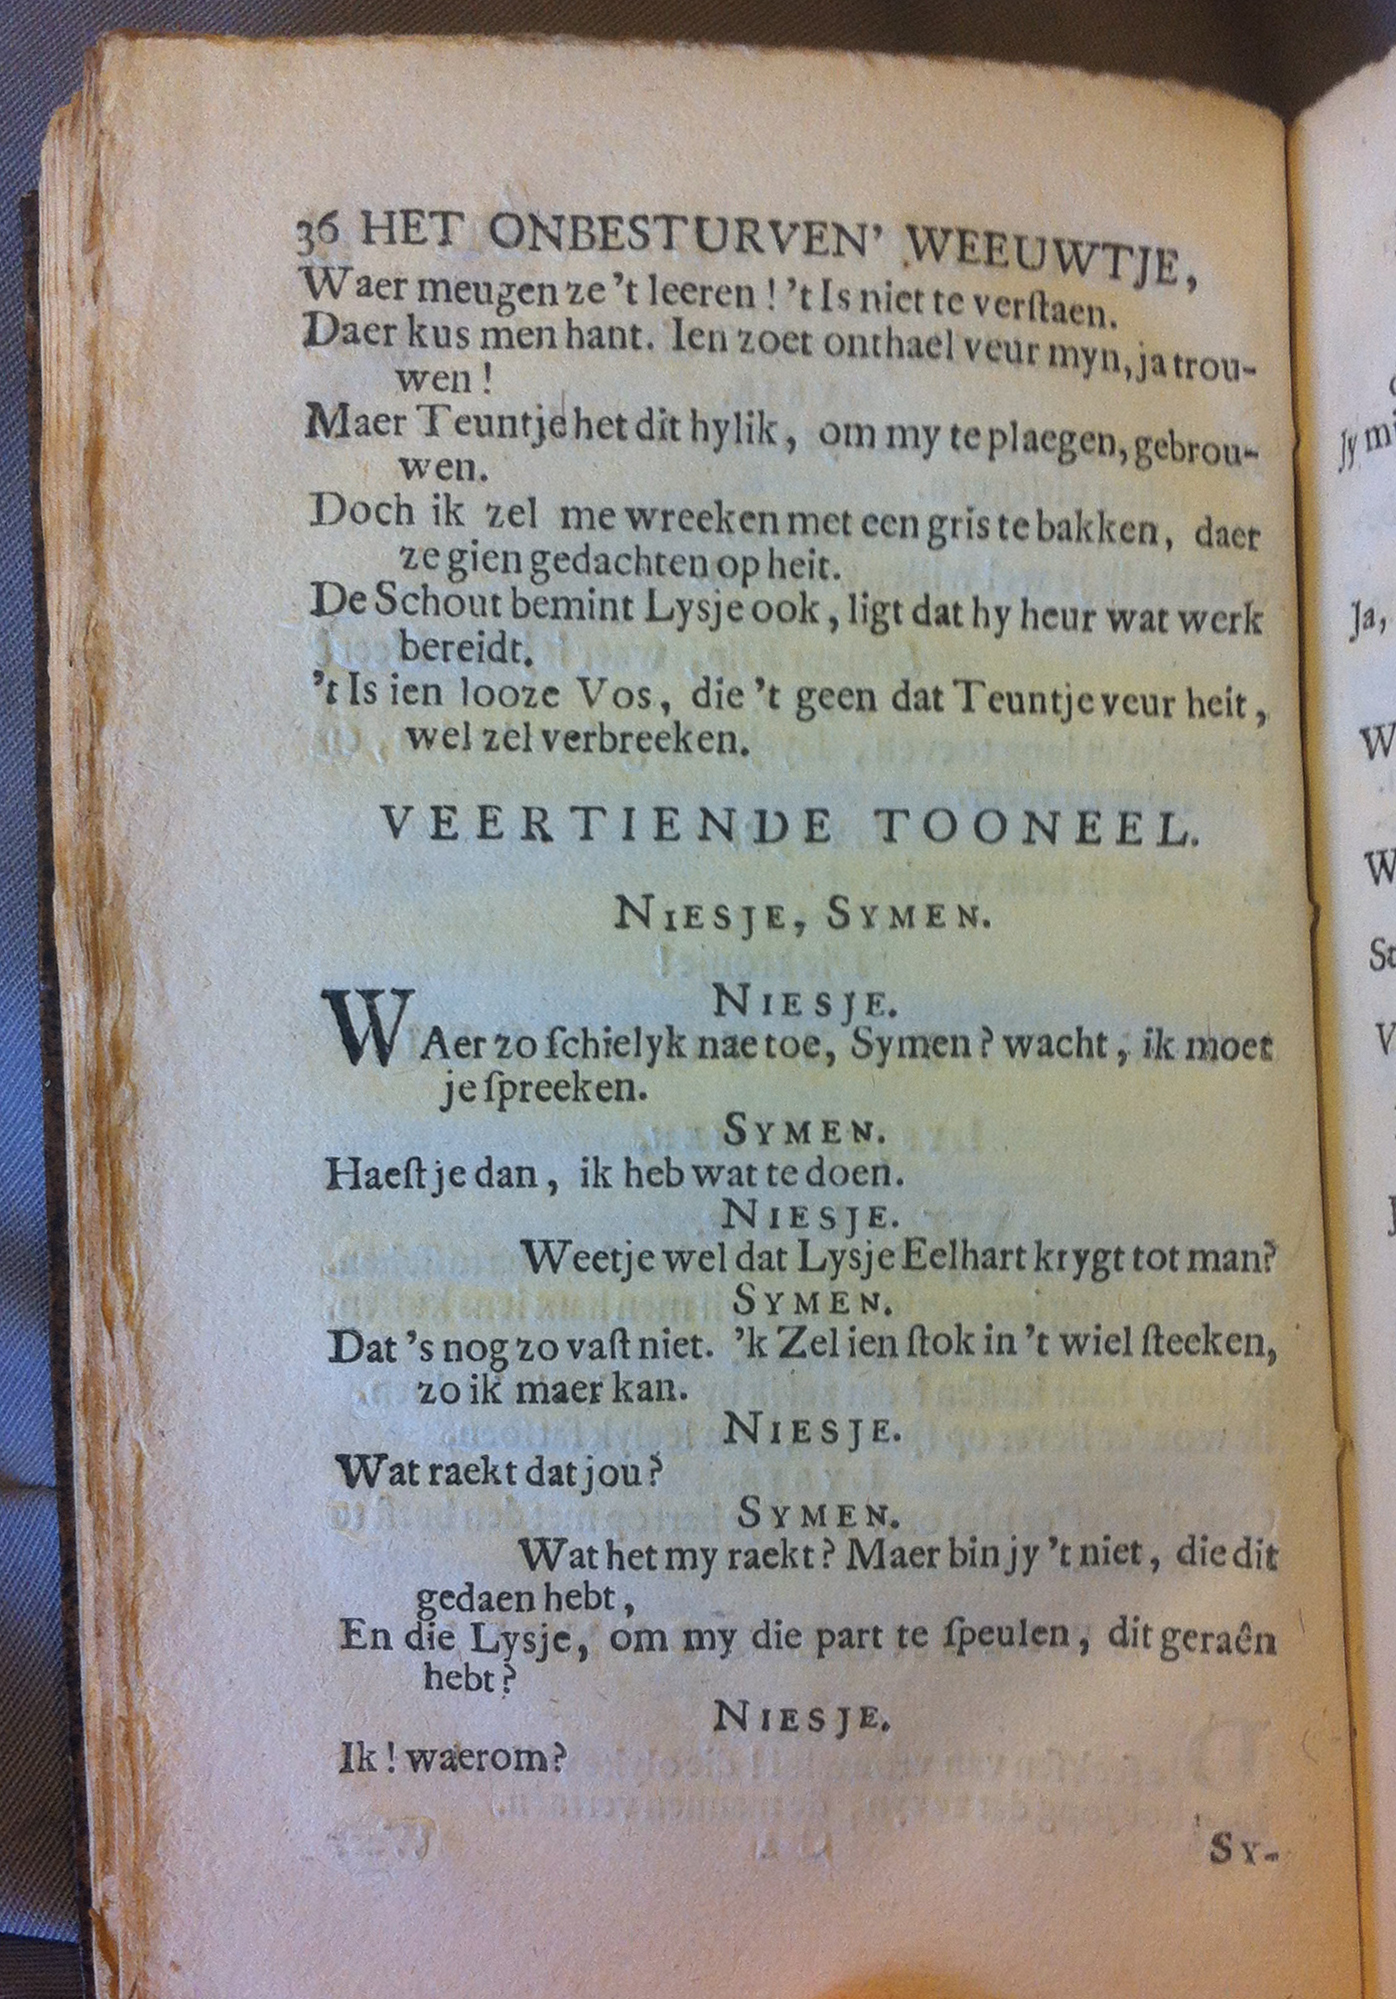 36 HET ONBESTURVEN' WEEUWTJE,
Waer meugen ze 't leeren! 't Is niet te verſtaen.
Daer kus men hant. Ien zoet onthael veur myn, ja trou-
wen!
Maer Teuntje het dit hylik, om my te plaegen, gebrou-
wen.
Doch ik zel me wreeken met een gris te bakken, daer
ze gien gedachten op heit.
De Schout bemint Lysje ook, ligt dat hy heur wat werk
bereidt.
't Is ien looze Vos, die 't geen dat Teuntje veur heit,
wel zel verbreeken.
VEERTIENDE TOONEEL.
NIESJE, SYMEN.
NIESJE.
WAer zo ſchielyk nae toe, Symen? wacht, ik moet
je ſpreeken.
SYMEN.
Haeſt je dan, ik heb wat te doen.
NIESJE.
Weetje wel dat Lysje Eelhart krygt tot man?
SYMEN.
Dat 's nog zo vaſt niet. 'k Zel ien ſtok in 't wiel ſteeken,
zo ik maer kan.
NIESJE.
Wat raekt dat jou?
SYMEN.
Wat het my raekt? Maer bin jy 't niet, die dit
gedaen hebt,
En die Lysje, om my die part te ſpeulen, dit geraên
hebt?
NIESJE.
Ik! waerom?
SY-
Jy
Ja,
W
W
St
V